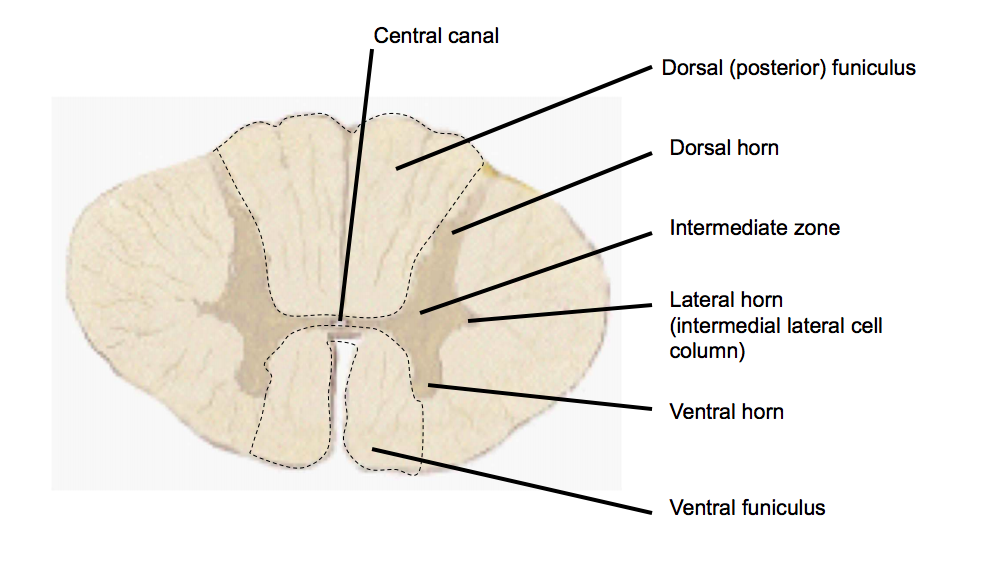 Central canal
Dorsal (posterior) funiculus
Dorsal horn
Intermediate zone
Lateral horn
(intermedial lateral cell
column)
Ventral horn
Ventral funiculus